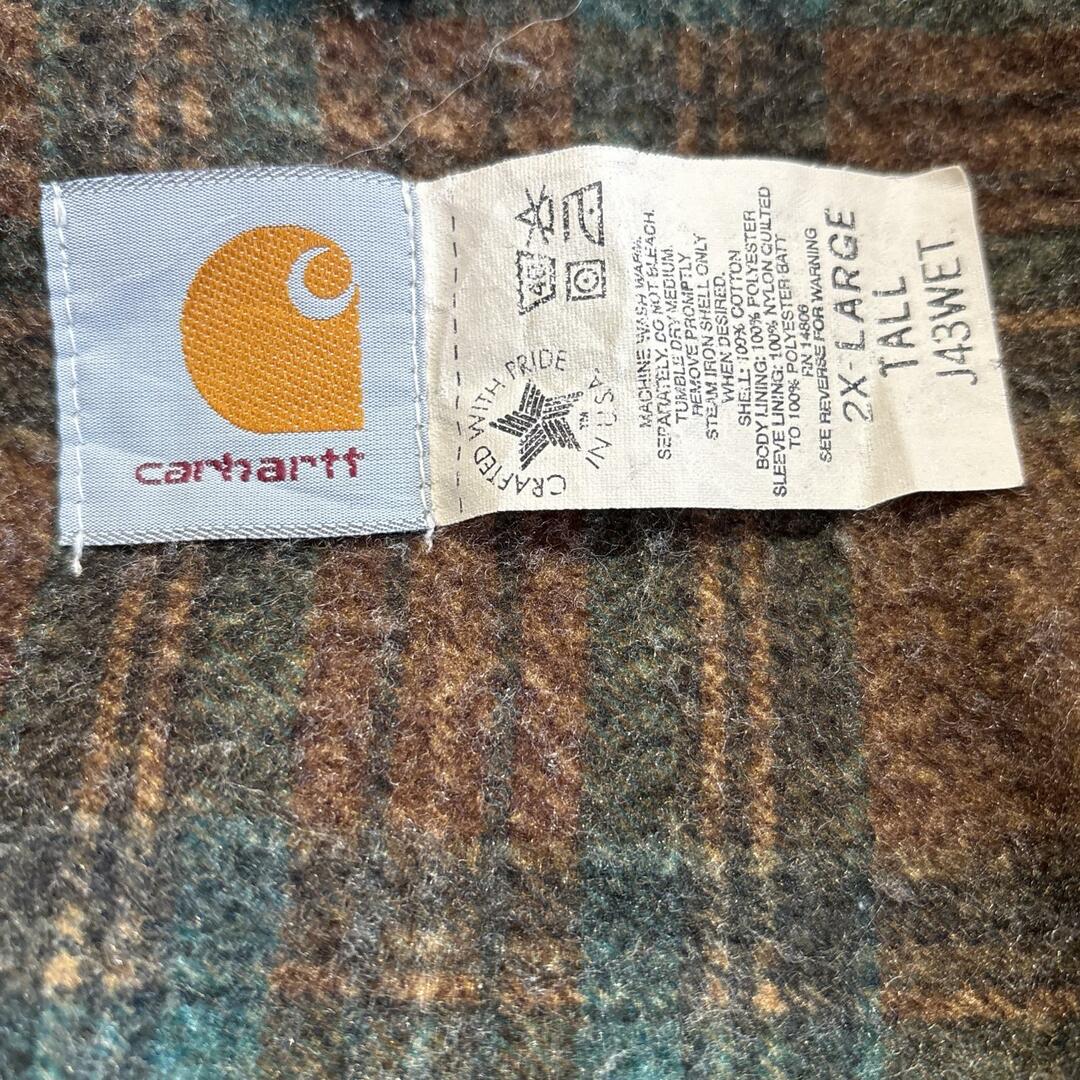 carhartt
40
CRAFTED WITH PRIDE
IN U.S.A.
TM
MACHINE WASH WARM.
SEPARATELY. DO NOT BLEACH.
TUMBLE DRY MEDIUM.
REMOVE PROMPTLY
STEAM IRON SHELL ONLY
WHEN DESIRED.
SHELL: 100% COTTON
BODY LINING: 100% POLYESTER
SLEEVE LINING: 100% NYLON QUILTED
TO 100% POLYESTER BATT
RN 14806
SEE REVERSE FOR WARNING
2X-LARGE
TALL
J43WET